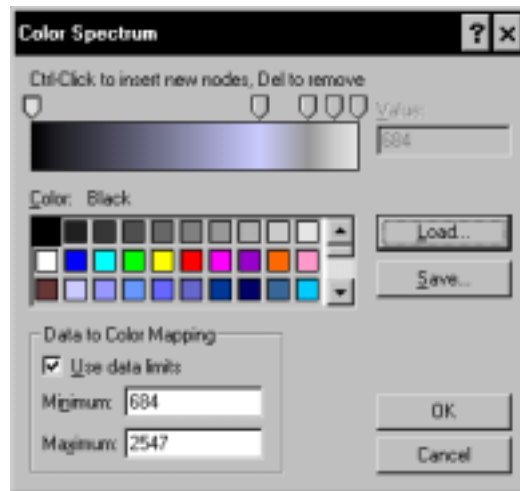 Color Spectrum
Ctrl-Click to insert new nodes, Del to remove
Value:
684
Color: Black
Load...
Save...
Data to Color Mapping
Use data limits
Minimum: 684
Maximum: 2547
OK
Cancel